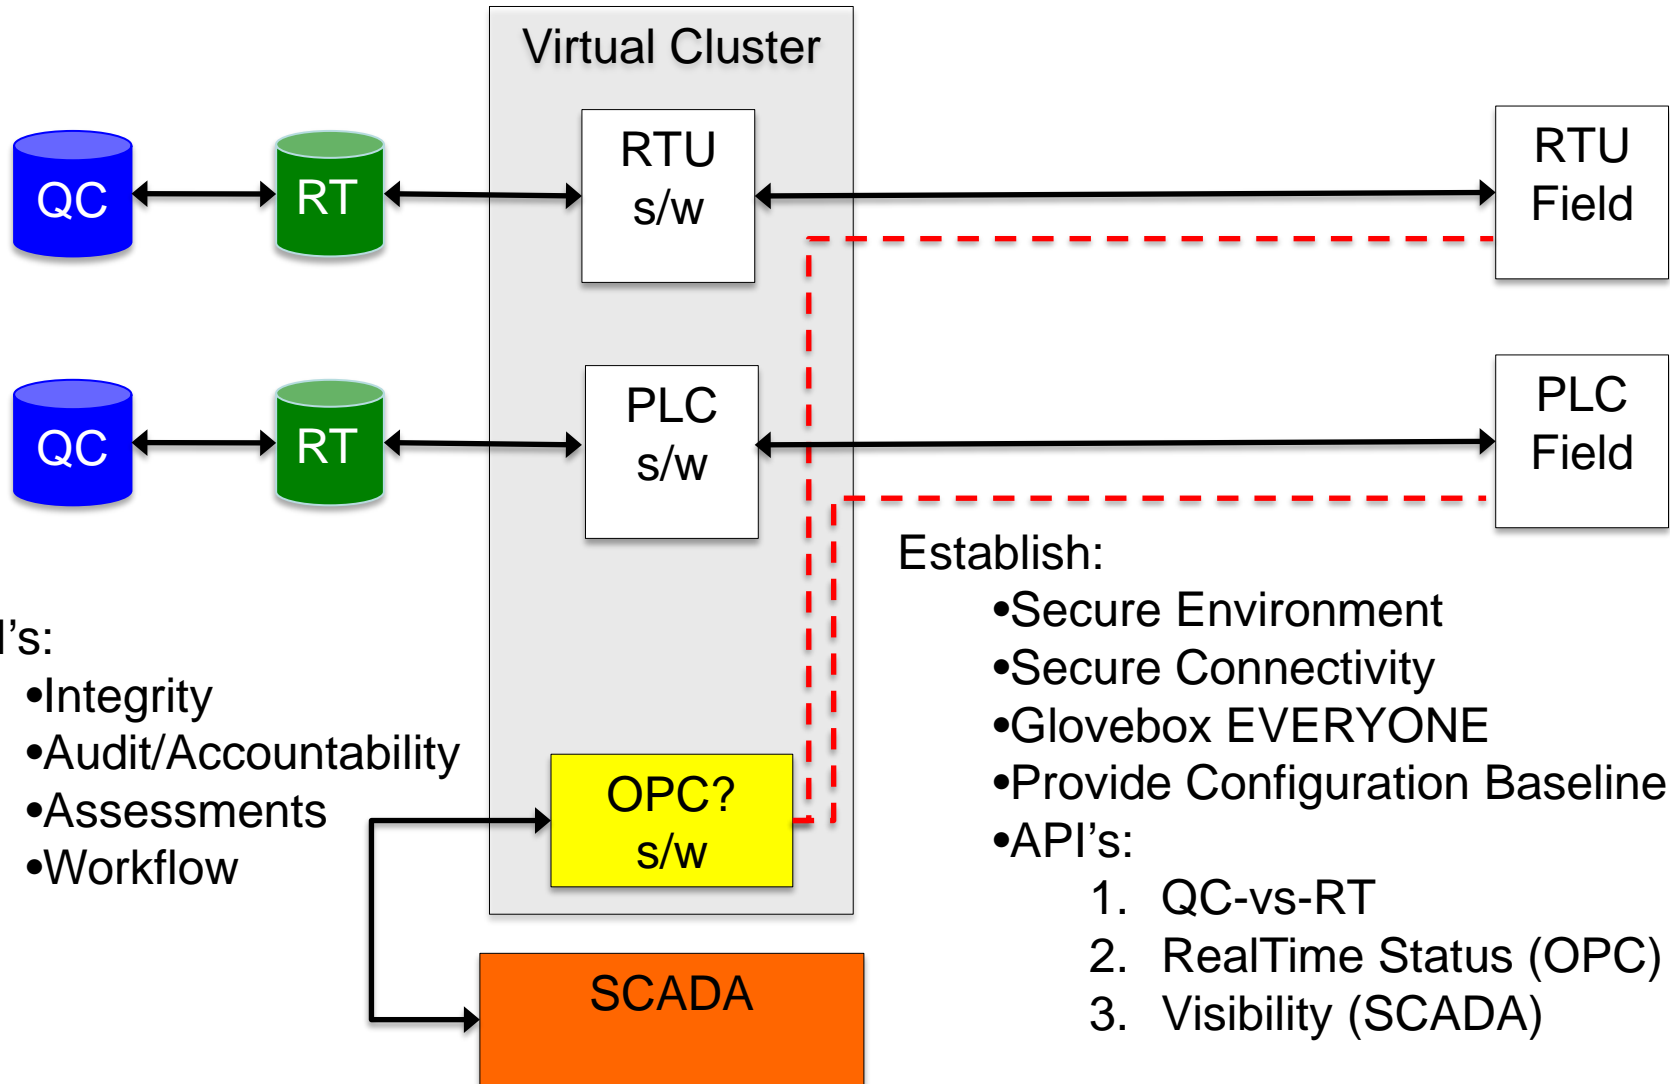 Virtual Cluster
QC
RT
RTU
s/w
RTU
Field
QC
RT
PLC
s/w
PLC
Field
I's:
•Integrity
•Audit/Accountability
•Assessments
•Workflow
OPC?
s/w
SCADA
Establish:
•Secure Environment
•Secure Connectivity
•Glovebox EVERYONE
•Provide Configuration Baseline
•API's:
1. QC-vs-RT
2. RealTime Status (OPC)
3. Visibility (SCADA)